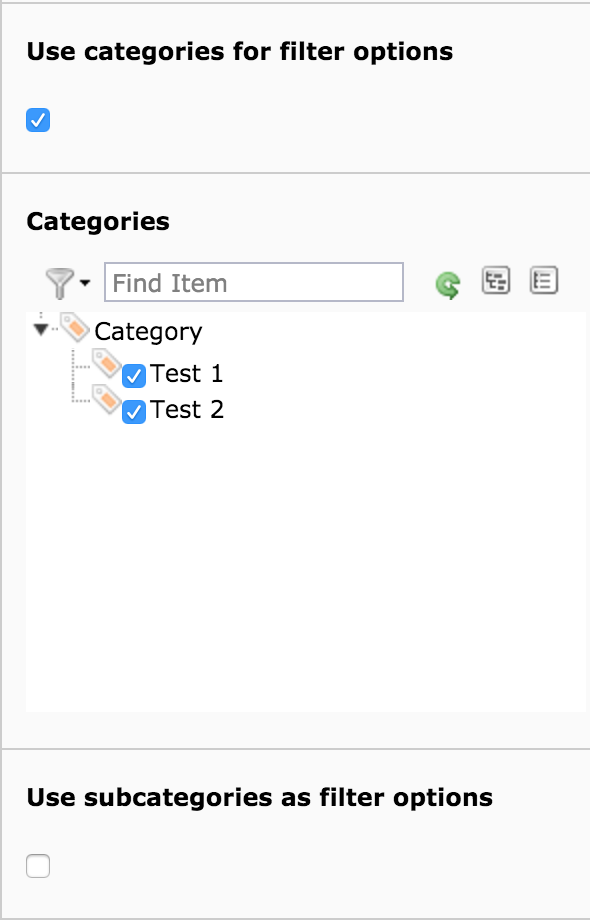 Use categories for filter options
Categories
Find Item
Category
Test 1
Test 2
Use subcategories as filter options